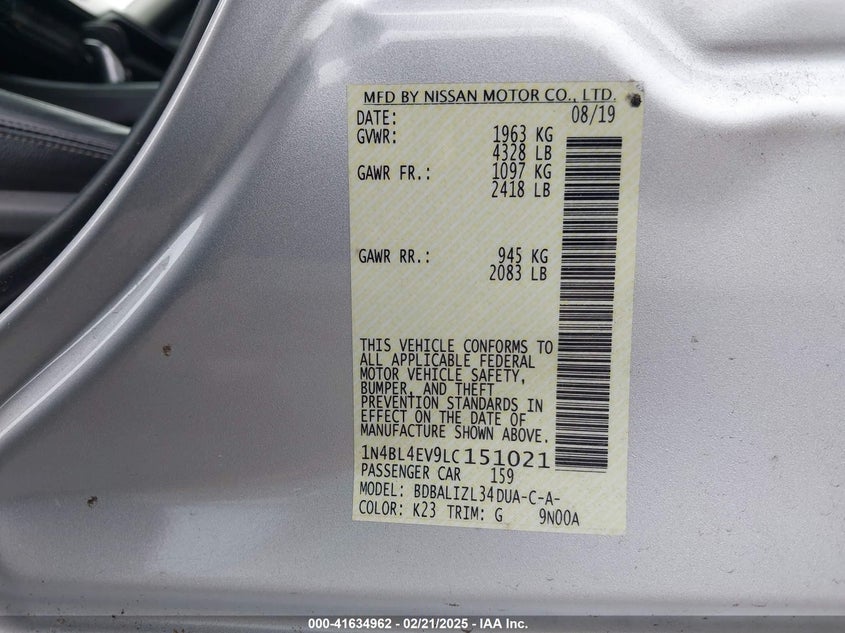 MFD BY NISSAN MOTOR CO., LTD.
DATE: 08/19
GVWR: 1963 KG
4328 LB
GAWR FR.: 1097 KG
2418 LB
GAWR RR.: 945 KG
2083 LB
THIS VEHICLE CONFORMS TO
ALL APPLICABLE FEDERAL
MOTOR VEHICLE SAFETY,
BUMPER, AND THEFT
PREVENTION STANDARDS IN
EFFECT ON THE DATE OF
MANUFACTURE SHOWN ABOVE.
1N4BL4EV9LC151021
PASSENGER CAR 159
MODEL: BDBALIZL34DUA-C-A-
COLOR: K23 TRIM: G 9N00A
000-41634962 - 02/21/2025 - IAA Inc.